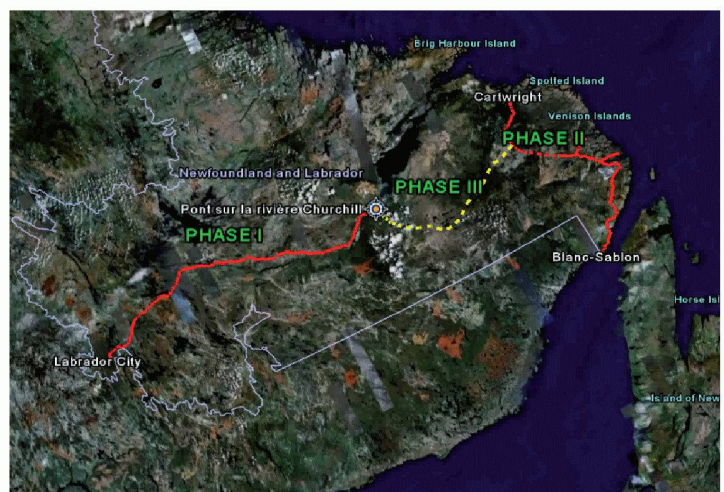 Brig Harbour Island
Spotted Island
Cartwright
Venison Islands
PHASE II
Newfoundland and Labrador
PHASE III
Pont sur la rivière Churchill
PHASE I
Blanc-Sablon
Horse Isl
Labrador City
Island of New